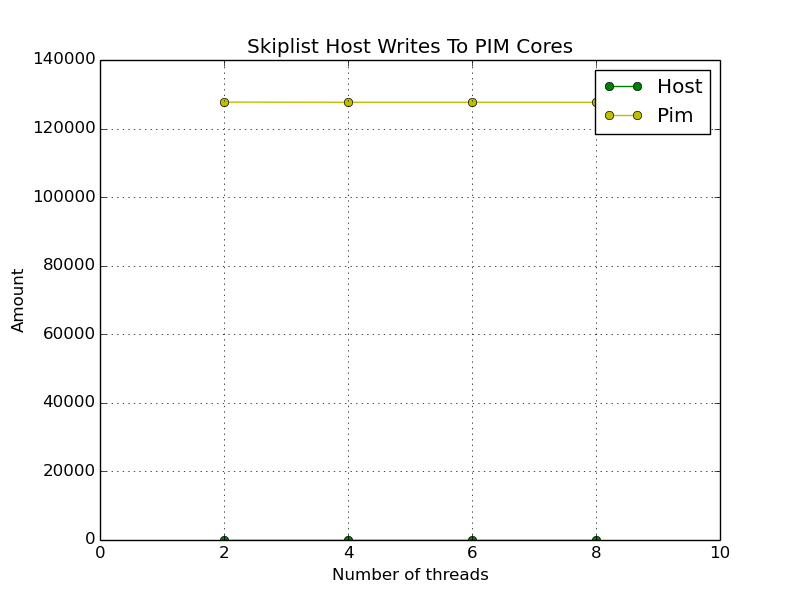 Skiplist Host Writes To PIM Cores
140000
120000
100000
80000
60000
40000
20000
0
Amount
Host
Pim
0 2 4 6 8 10
Number of threads